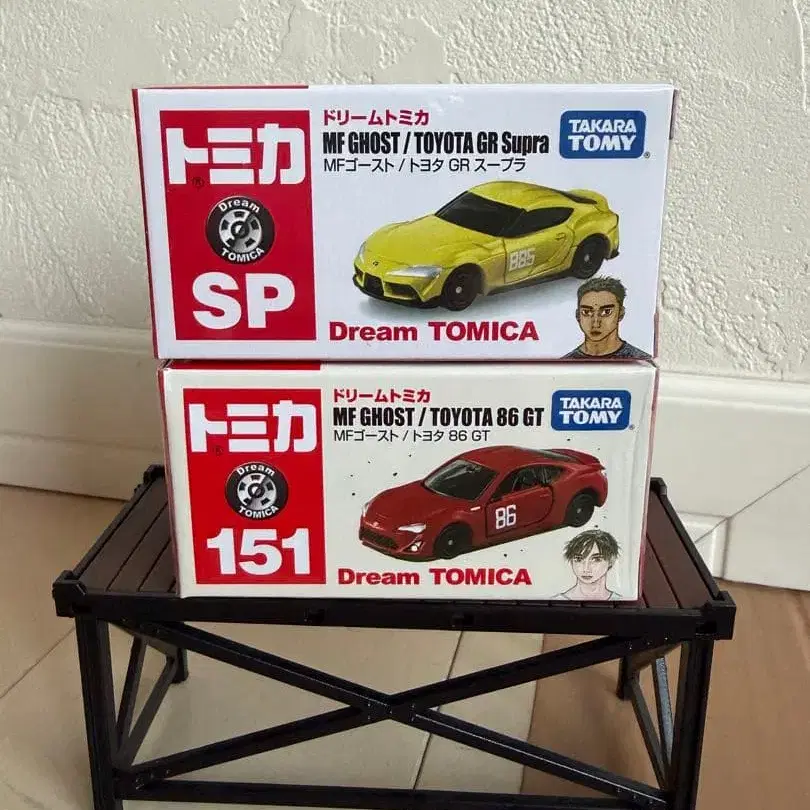 トミカ
Dream
TOMICA
SP
ドリームトミカ
MF GHOST / TOYOTA GR Supra
MFゴースト / トヨタ GR スープラ
TAKARA
TOMY
885
Dream TOMICA
トミカ
Dream
TOMICA
151
ドリームトミカ
MF GHOST / TOYOTA 86 GT
MFゴースト / トヨタ 86 GT
TAKARA
TOMY
86
Dream TOMICA